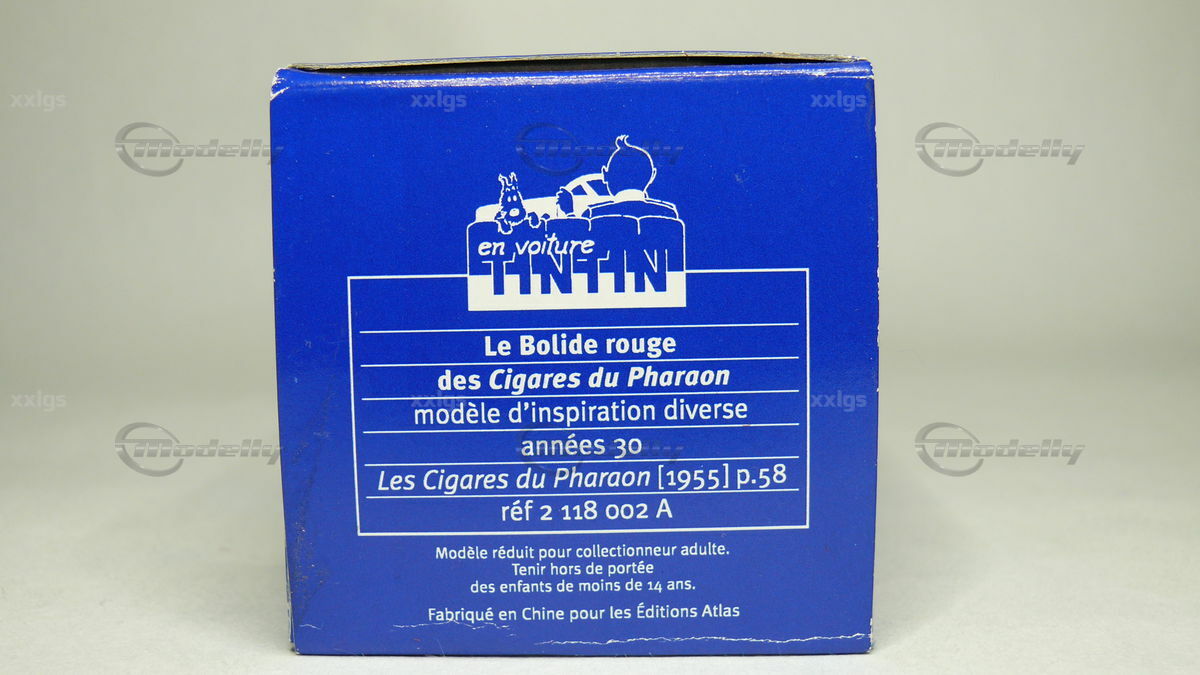 xxlgs xxlgs xxlgs
Modelly Modelly Modelly
en voiture
TINTIN
Le Bolide rouge
des Cigares du Pharaon
modèle d'inspiration diverse
xxlgs xxlgs xxlgs
années 30
Modelly Modelly Modelly
Les Cigares du Pharaon [1955] p.58
réf 2 118 002 A
Modèle réduit pour collectionneur adulte.
Tenir hors de portée
des enfants de moins de 14 ans.
Fabriqué en Chine pour les Éditions Atlas